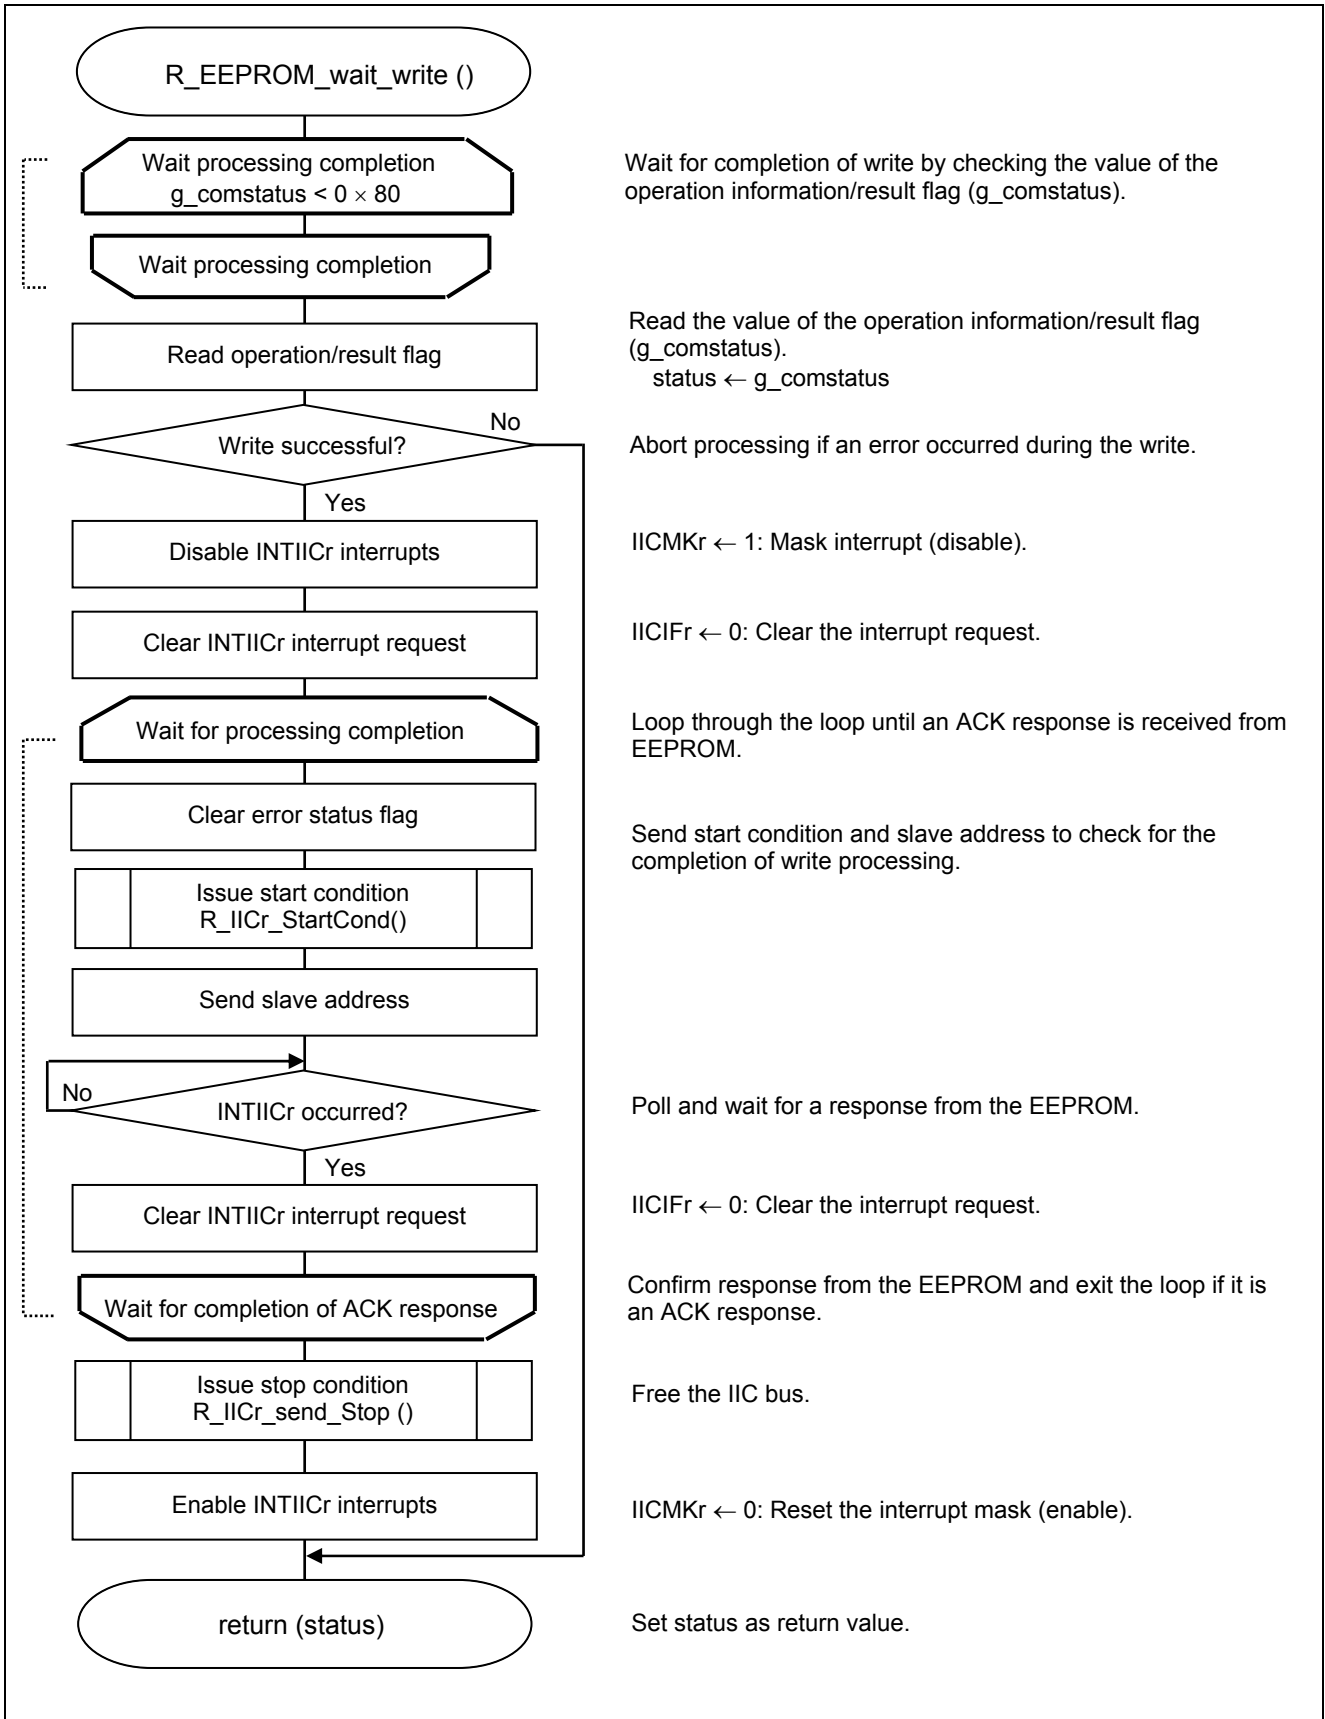 R_EEPROM_wait_write ()
Wait processing completion
g_comstatus < 0 × 80
Wait for completion of write by checking the value of the
operation information/result flag (g_comstatus).
Wait processing completion
Read operation/result flag
Read the value of the operation information/result flag
(g_comstatus).
status ← g_comstatus
Write successful?
No
Abort processing if an error occurred during the write.
Yes
Disable INTIICr interrupts
IICMKr ← 1: Mask interrupt (disable).
Clear INTIICr interrupt request
IICIFr ← 0: Clear the interrupt request.
Wait for processing completion
Loop through the loop until an ACK response is received from
EEPROM.
Clear error status flag
Send start condition and slave address to check for the
completion of write processing.
Issue start condition
R_IICr_StartCond()
Send slave address
No
INTIICr occurred?
Poll and wait for a response from the EEPROM.
Yes
Clear INTIICr interrupt request
IICIFr ← 0: Clear the interrupt request.
Wait for completion of ACK response
Confirm response from the EEPROM and exit the loop if it is
an ACK response.
Issue stop condition
R_IICr_send_Stop ()
Free the IIC bus.
Enable INTIICr interrupts
IICMKr ← 0: Reset the interrupt mask (enable).
return (status)
Set status as return value.